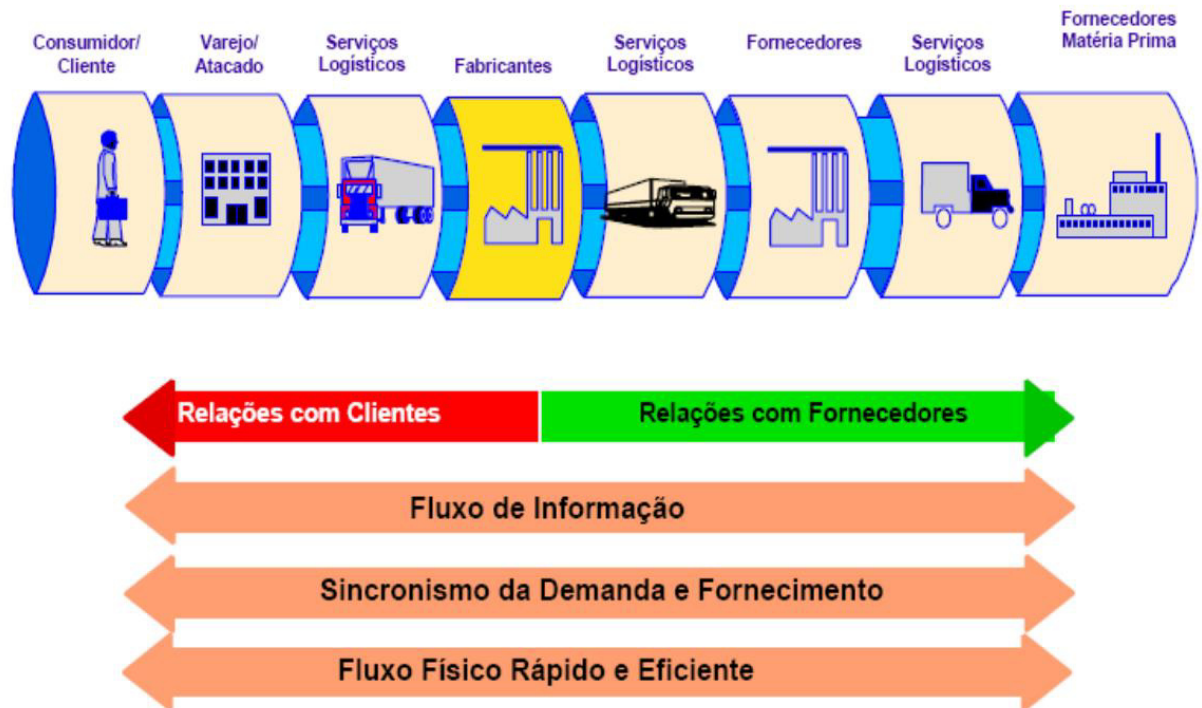 Consumidor/
Cliente
Varejo/
Atacado
Serviços
Logísticos
Fabricantes
Serviços
Logísticos
Fornecedores
Serviços
Logísticos
Fornecedores
Matéria Prima
Relações com Clientes
Relações com Fornecedores
Fluxo de Informação
Sincronismo da Demanda e Fornecimento
Fluxo Físico Rápido e Eficiente